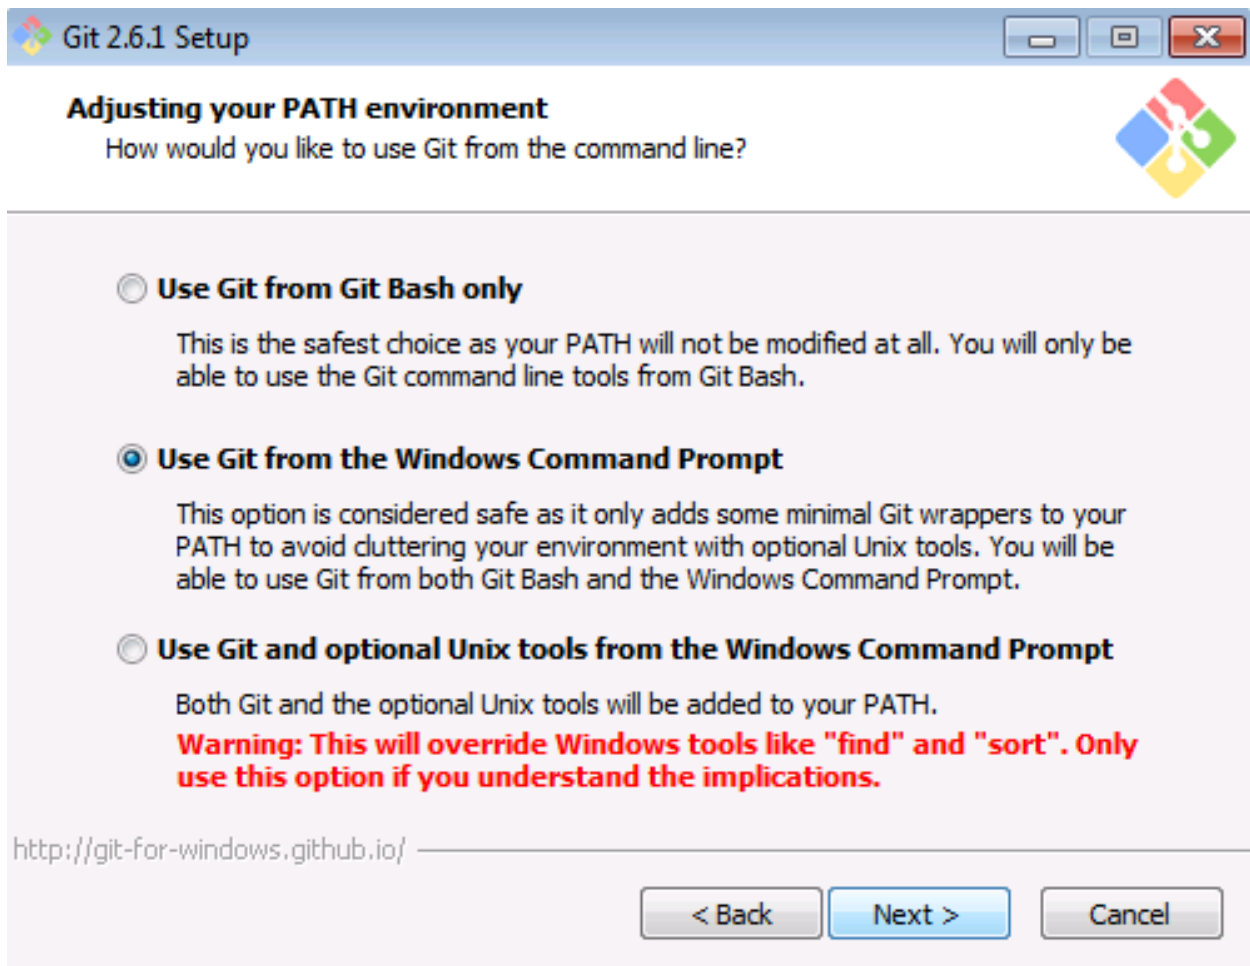 Git 2.6.1 Setup
Adjusting your PATH environment
How would you like to use Git from the command line?
Use Git from Git Bash only
This is the safest choice as your PATH will not be modified at all. You will only be
able to use the Git command line tools from Git Bash.
Use Git from the Windows Command Prompt
This option is considered safe as it only adds some minimal Git wrappers to your
PATH to avoid cluttering your environment with optional Unix tools. You will be
able to use Git from both Git Bash and the Windows Command Prompt.
Use Git and optional Unix tools from the Windows Command Prompt
Both Git and the optional Unix tools will be added to your PATH.
Warning: This will override Windows tools like "find" and "sort". Only
use this option if you understand the implications.
http://git-for-windows.github.io/
< Back Next > Cancel